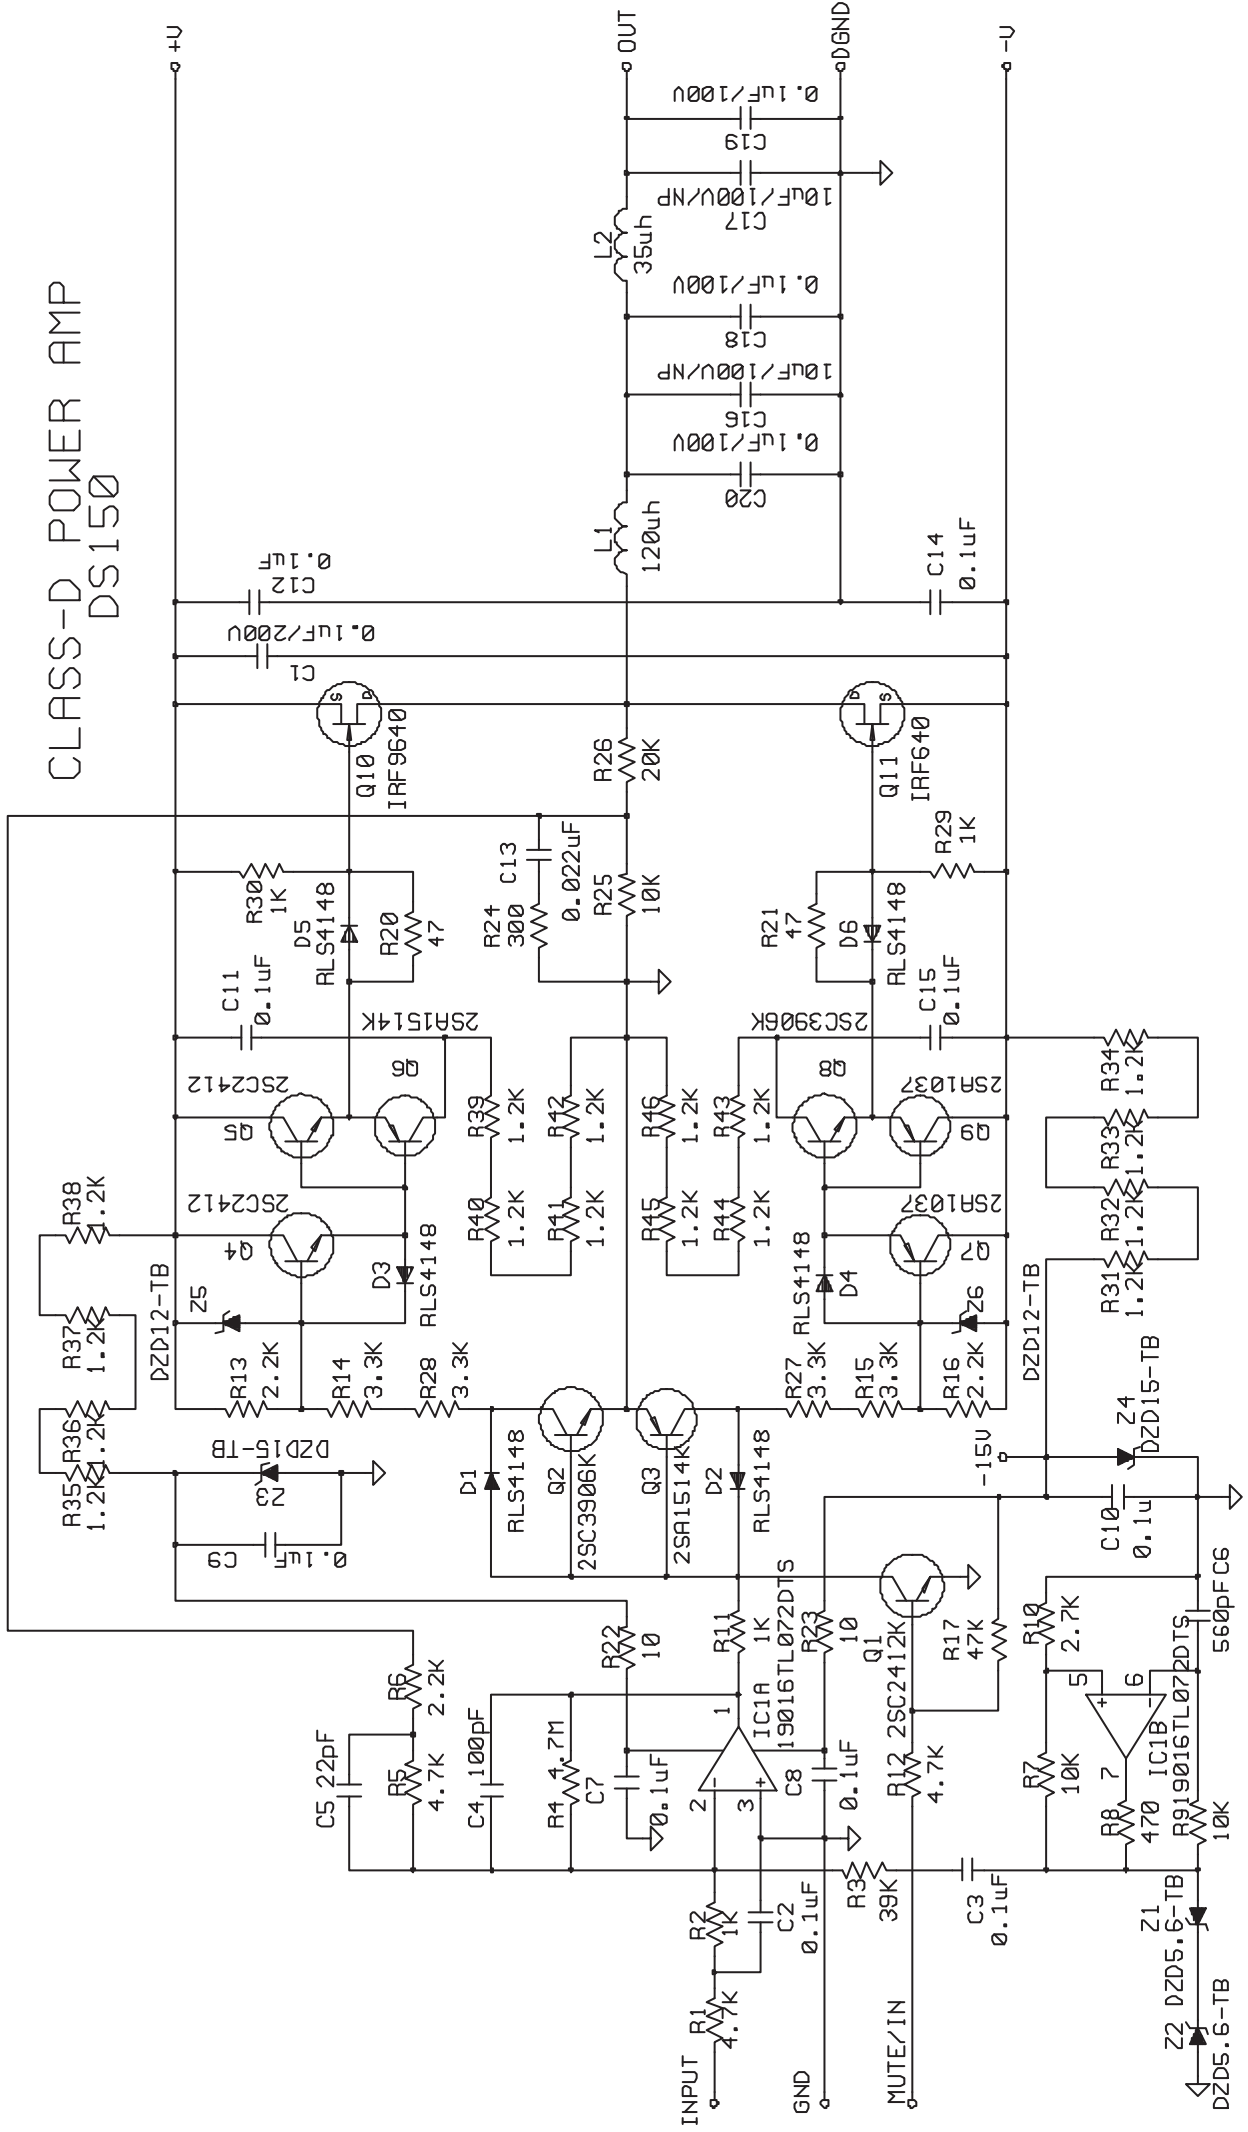 CLASS-D POWER AMP
DS150
+V
OUT
DGND
-V
C19
0.1uF/100V
C17
10uF/100V/NP
L2
35uh
C18
0.1uF/100V
C16
10uF/100V/NP
C20
0.1uF/100V
L1
120uh
C12
0.1uF
C14
0.1uF
C1
0.1uF/200V
S
D
Q10
IRF9640
D
S
Q11
IRF640
R26
20K
R25
10K
C13
0.022uF
R24
300
R30
1K
D5
RLS4148
R20
47
R29
1K
R21
47
D6
RLS4148
C11
0.1uF
C15
0.1uF
2SA1514K
Q6
2SC2412
Q5
2SC2412
Q4
2SC3906K
Q8
2SA1037
Q9
2SA1037
Q7
R39
1.2K
R40
1.2K
R42
1.2K
R41
1.2K
R46
1.2K
R45
1.2K
R43
1.2K
R44
1.2K
R34
1.2K
R33
1.2K
R32
1.2K
R31
1.2K
R38
1.2K
R37
1.2K
R36
1.2K
R35
1.2K
D3
RLS4148
D4
RLS4148
Z5
DZD12-TB
Z6
DZD12-TB
R13
2.2K
R14
3.3K
R28
3.3K
R27
3.3K
R15
3.3K
R16
2.2K
Z3
DZD15-TB
C9
0.1uF
D1
RLS4148
Q2
2SC3906K
Q3
2SA1514K
D2
RLS4148
-15V
Z4
DZD15-TB
C10
0.1u
C6
560pF
R22
10
R11
1K
R23
10
Q1
2SC2412K
R17
47K
R10
2.7K
R6
2.2K
R5
4.7K
C5 22pF
C4 100pF
R4 4.7M
C7
0.1uF
1
2
3
-
+
IC1A
19016TL072DTS
C8
0.1uF
R12
4.7K
R7
10K
5
6
7
+
-
IC1B
19016TL072DTS
R8
470
R9
10K
R2
1K
R1
4.7K
C2
0.1uF
R3
39K
C3
0.1uF
Z1
DZD5.6-TB
Z2
DZD5.6-TB
INPUT
GND
MUTE/IN